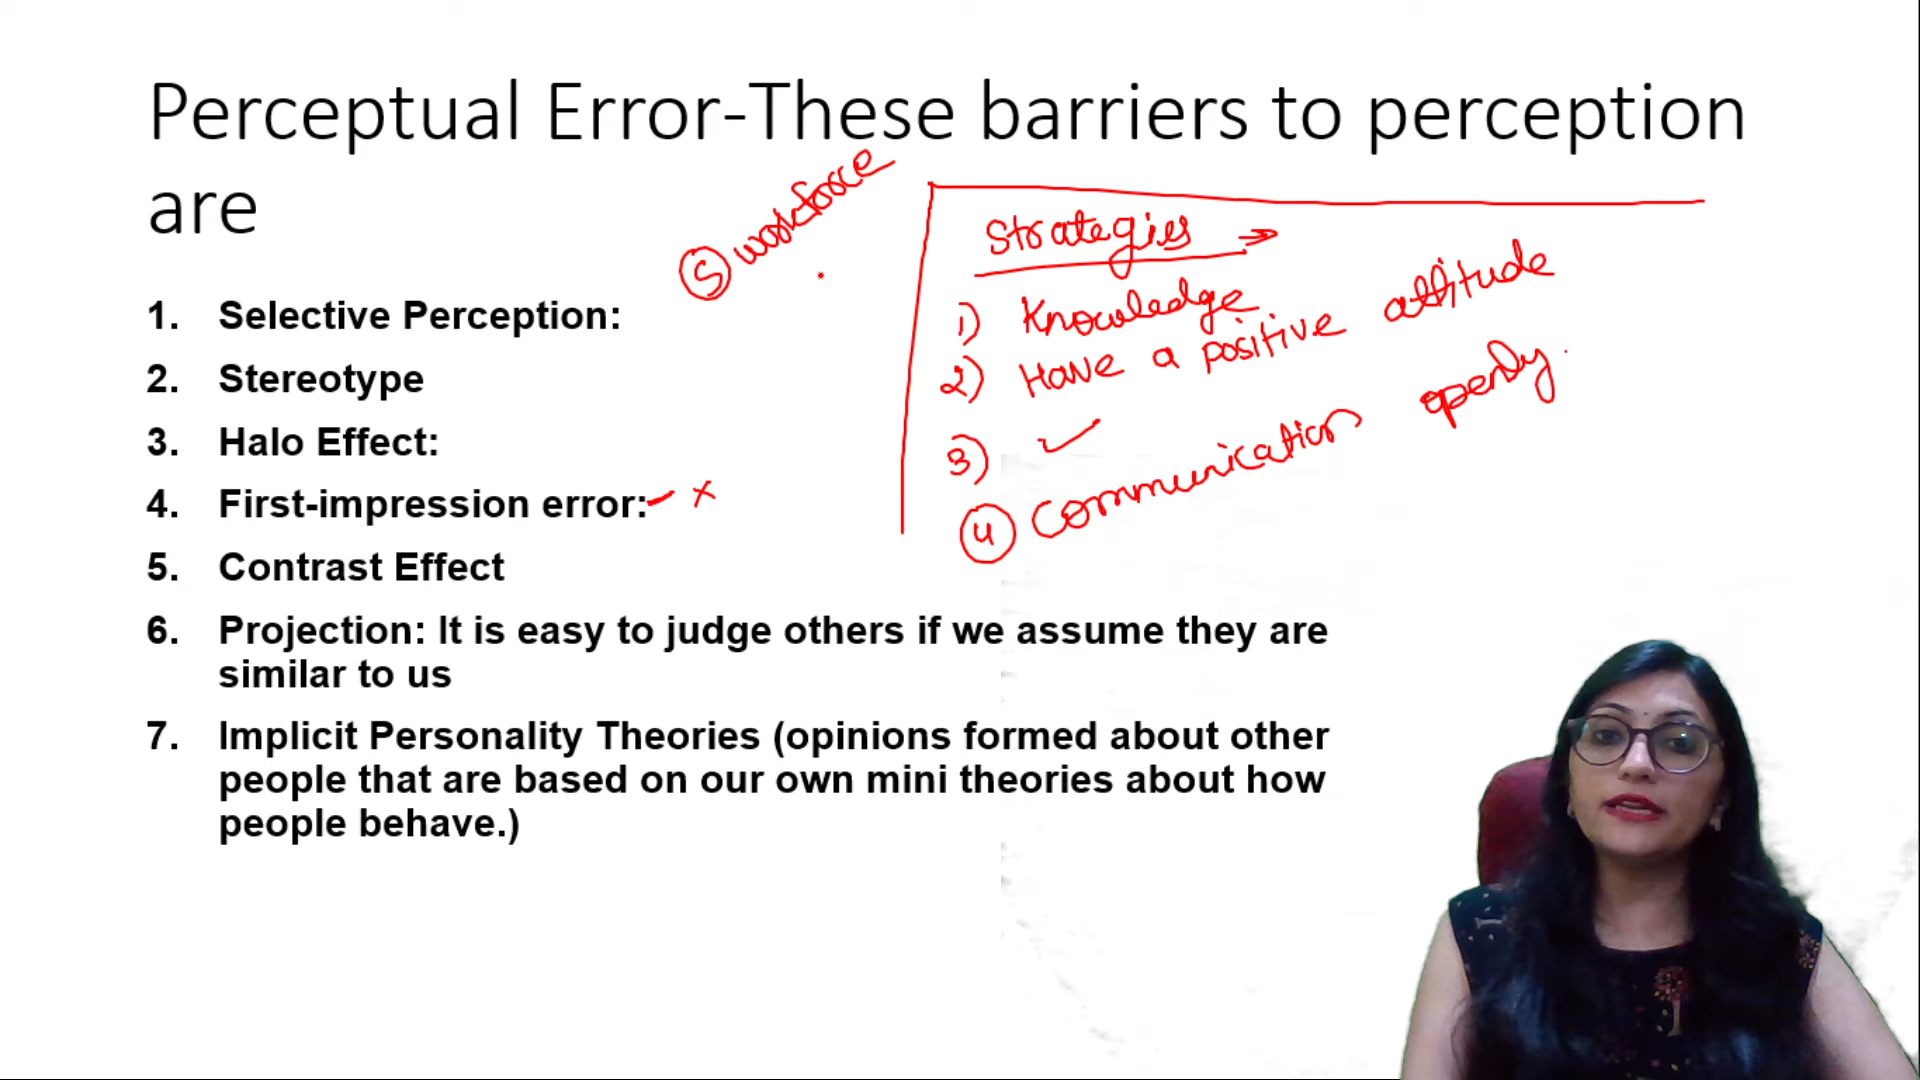 Perceptual Error-These barriers to perception
are
5 workforce
Strategies →
1) Knowledge
2) Have a positive attitude
3) ✓
4 Communication openly.
1. Selective Perception:
2. Stereotype
3. Halo Effect:
4. First-impression error: - x
5. Contrast Effect
6. Projection: It is easy to judge others if we assume they are
similar to us
7. Implicit Personality Theories (opinions formed about other
people that are based on our own mini theories about how
people behave.)